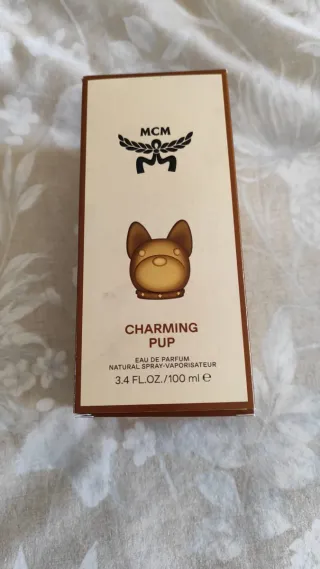 MCM
CHARMING
PUP
EAU DE PARFUM
NATURAL SPRAY-VAPORISATEUR
3.4 FL.OZ./100 ml ℮